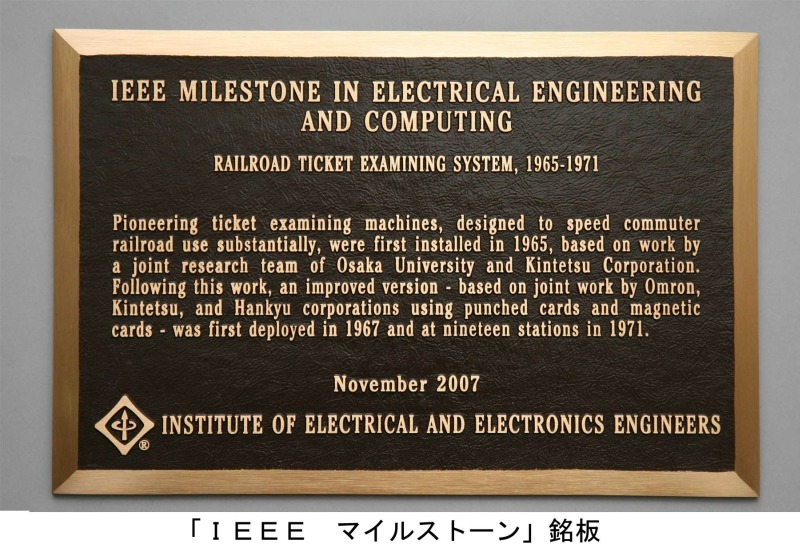 IEEE MILESTONE IN ELECTRICAL ENGINEERING
AND COMPUTING
RAILROAD TICKET EXAMINING SYSTEM, 1965-1971
Pioneering ticket examining machines, designed to speed commuter
railroad use substantially, were first installed in 1965, based on work by
a joint research team of Osaka University and Kintetsu Corporation.
Following this work, an improved version - based on joint work by Omron,
Kintetsu, and Hankyu corporations using punched cards and magnetic
cards - was first deployed in 1967 and at nineteen stations in 1971.
November 2007
® INSTITUTE OF ELECTRICAL AND ELECTRONICS ENGINEERS
「ＩＥＥＥ　マイルストーン」銘板